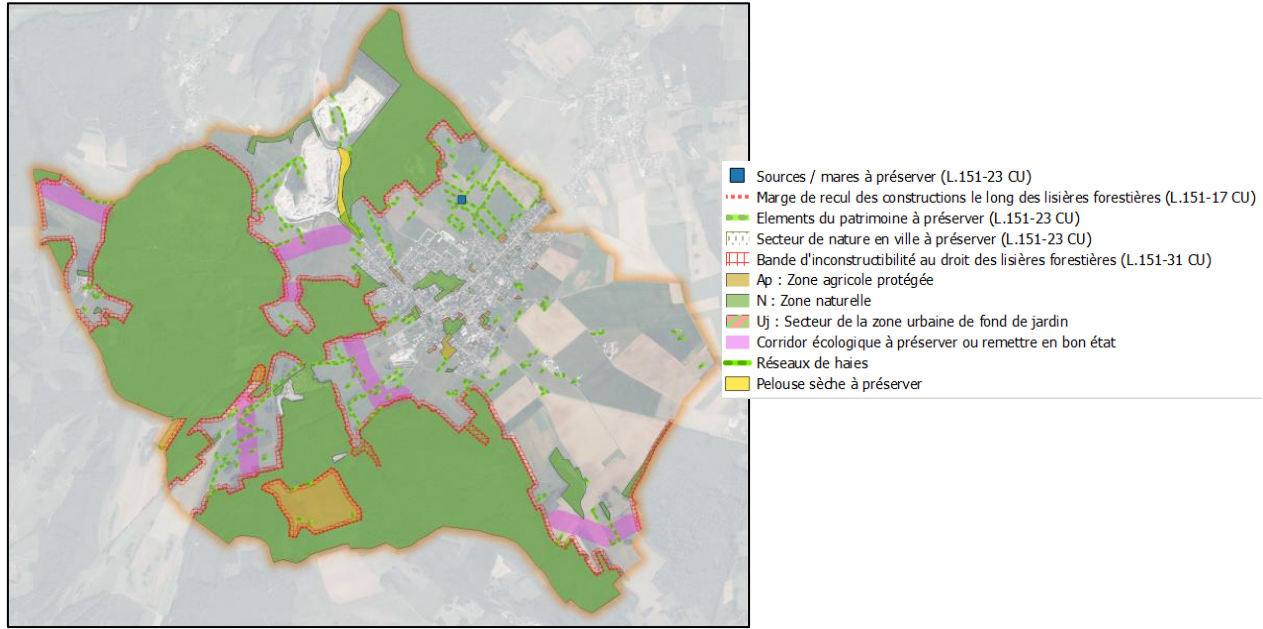 Sources / mares à préserver (L.151-23 CU)
Marge de recul des constructions le long des lisières forestières (L.151-17 CU)
Elements du patrimoine à préserver (L.151-23 CU)
Secteur de nature en ville à préserver (L.151-23 CU)
Bande d'inconstructibilité au droit des lisières forestières (L.151-31 CU)
Ap : Zone agricole protégée
N : Zone naturelle
Uj : Secteur de la zone urbaine de fond de jardin
Corridor écologique à préserver ou remettre en bon état
Réseaux de haies
Pelouse sèche à préserver